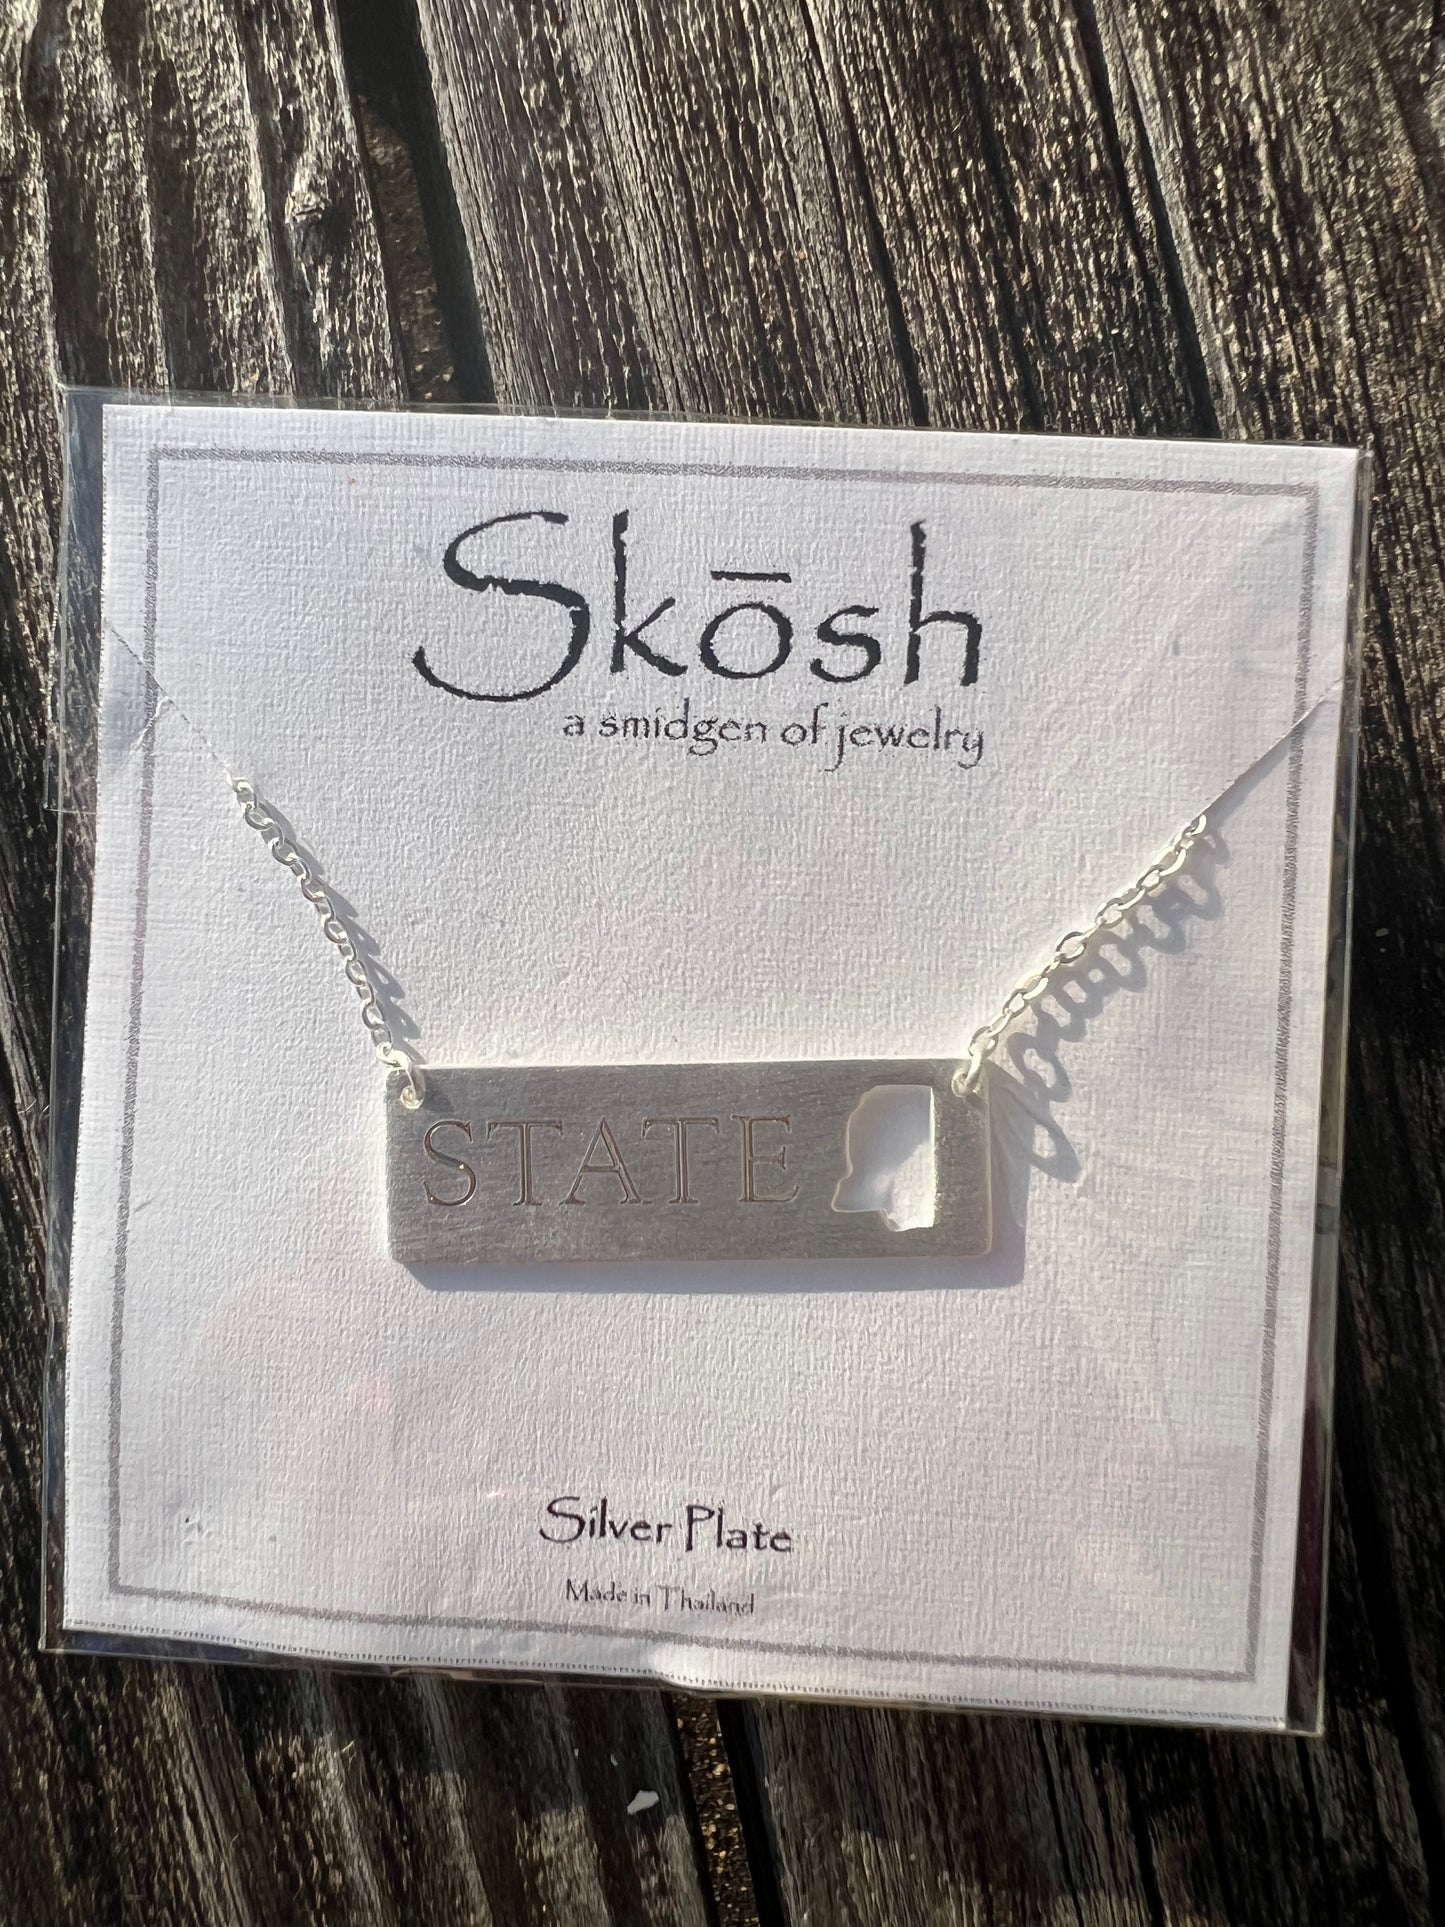 Skōsh
a smidgen of jewelry
STATE
Silver Plate
Made in Thailand